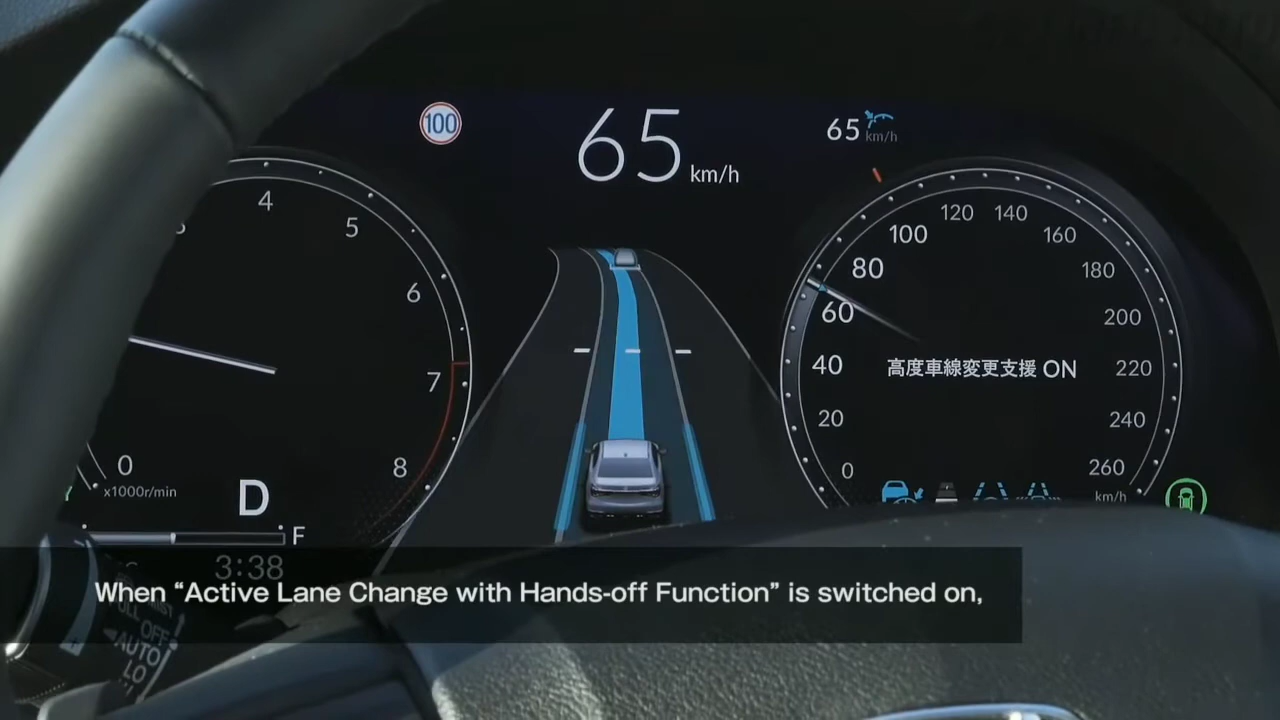 100
65 km/h
65 km/h
4
5
6
7
8
0
x1000r/min
D
F
3:38
0
20
40
60
80
100
120
140
160
180
200
220
240
260
km/h
高度車線変更支援 ON
OFF
AUTO
LO
When “Active Lane Change with Hands-off Function” is switched on,